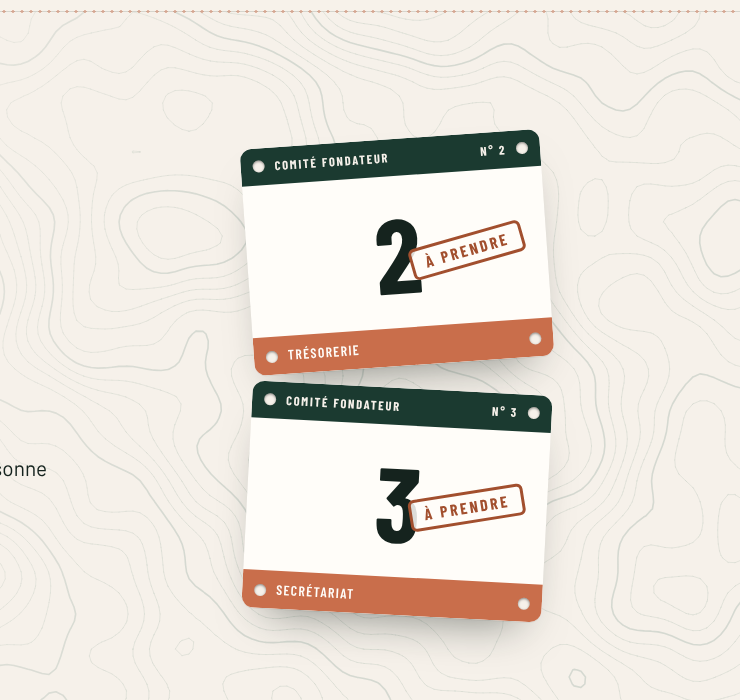 COMITÉ FONDATEUR N° 2
2
À PRENDRE
TRÉSORERIE
COMITÉ FONDATEUR N° 3
sonne
3
À PRENDRE
SECRÉTARIAT